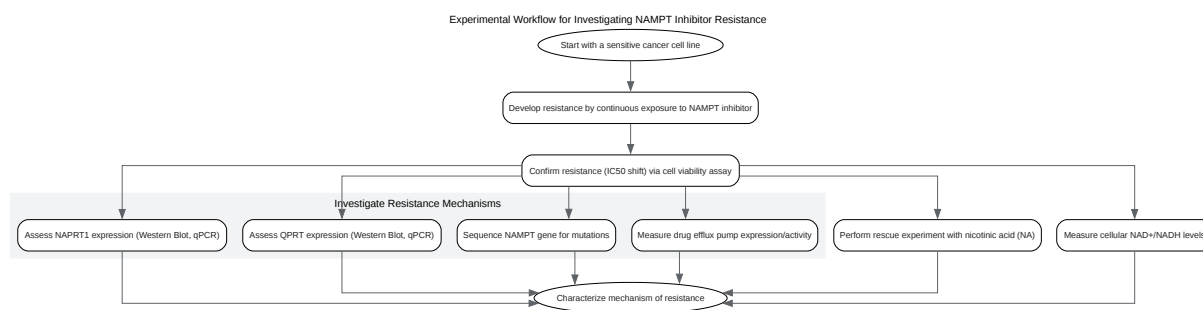 Experimental Workflow for Investigating NAMPT Inhibitor Resistance
Start with a sensitive cancer cell line
Develop resistance by continuous exposure to NAMPT inhibitor
Confirm resistance (IC50 shift) via cell viability assay
Investigate Resistance Mechanisms
Assess NAPRT1 expression (Western Blot, qPCR)
Assess QPRT expression (Western Blot, qPCR)
Sequence NAMPT gene for mutations
Measure drug efflux pump expression/activity
Perform rescue experiment with nicotinic acid (NA)
Measure cellular NAD+/NADH levels
Characterize mechanism of resistance